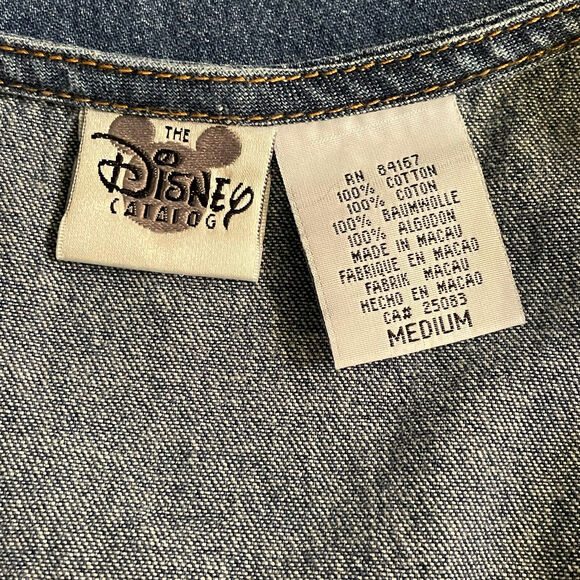 THE
DISNEY
CATALOG
RN 84167
100% COTTON
100% COTON
100% BAUMWOLLE
100% ALGODON
MADE IN MACAU
FABRIQUE EN MACAO
FABRIK MACAU
HECHO EN MACAO
CA# 25083
MEDIUM